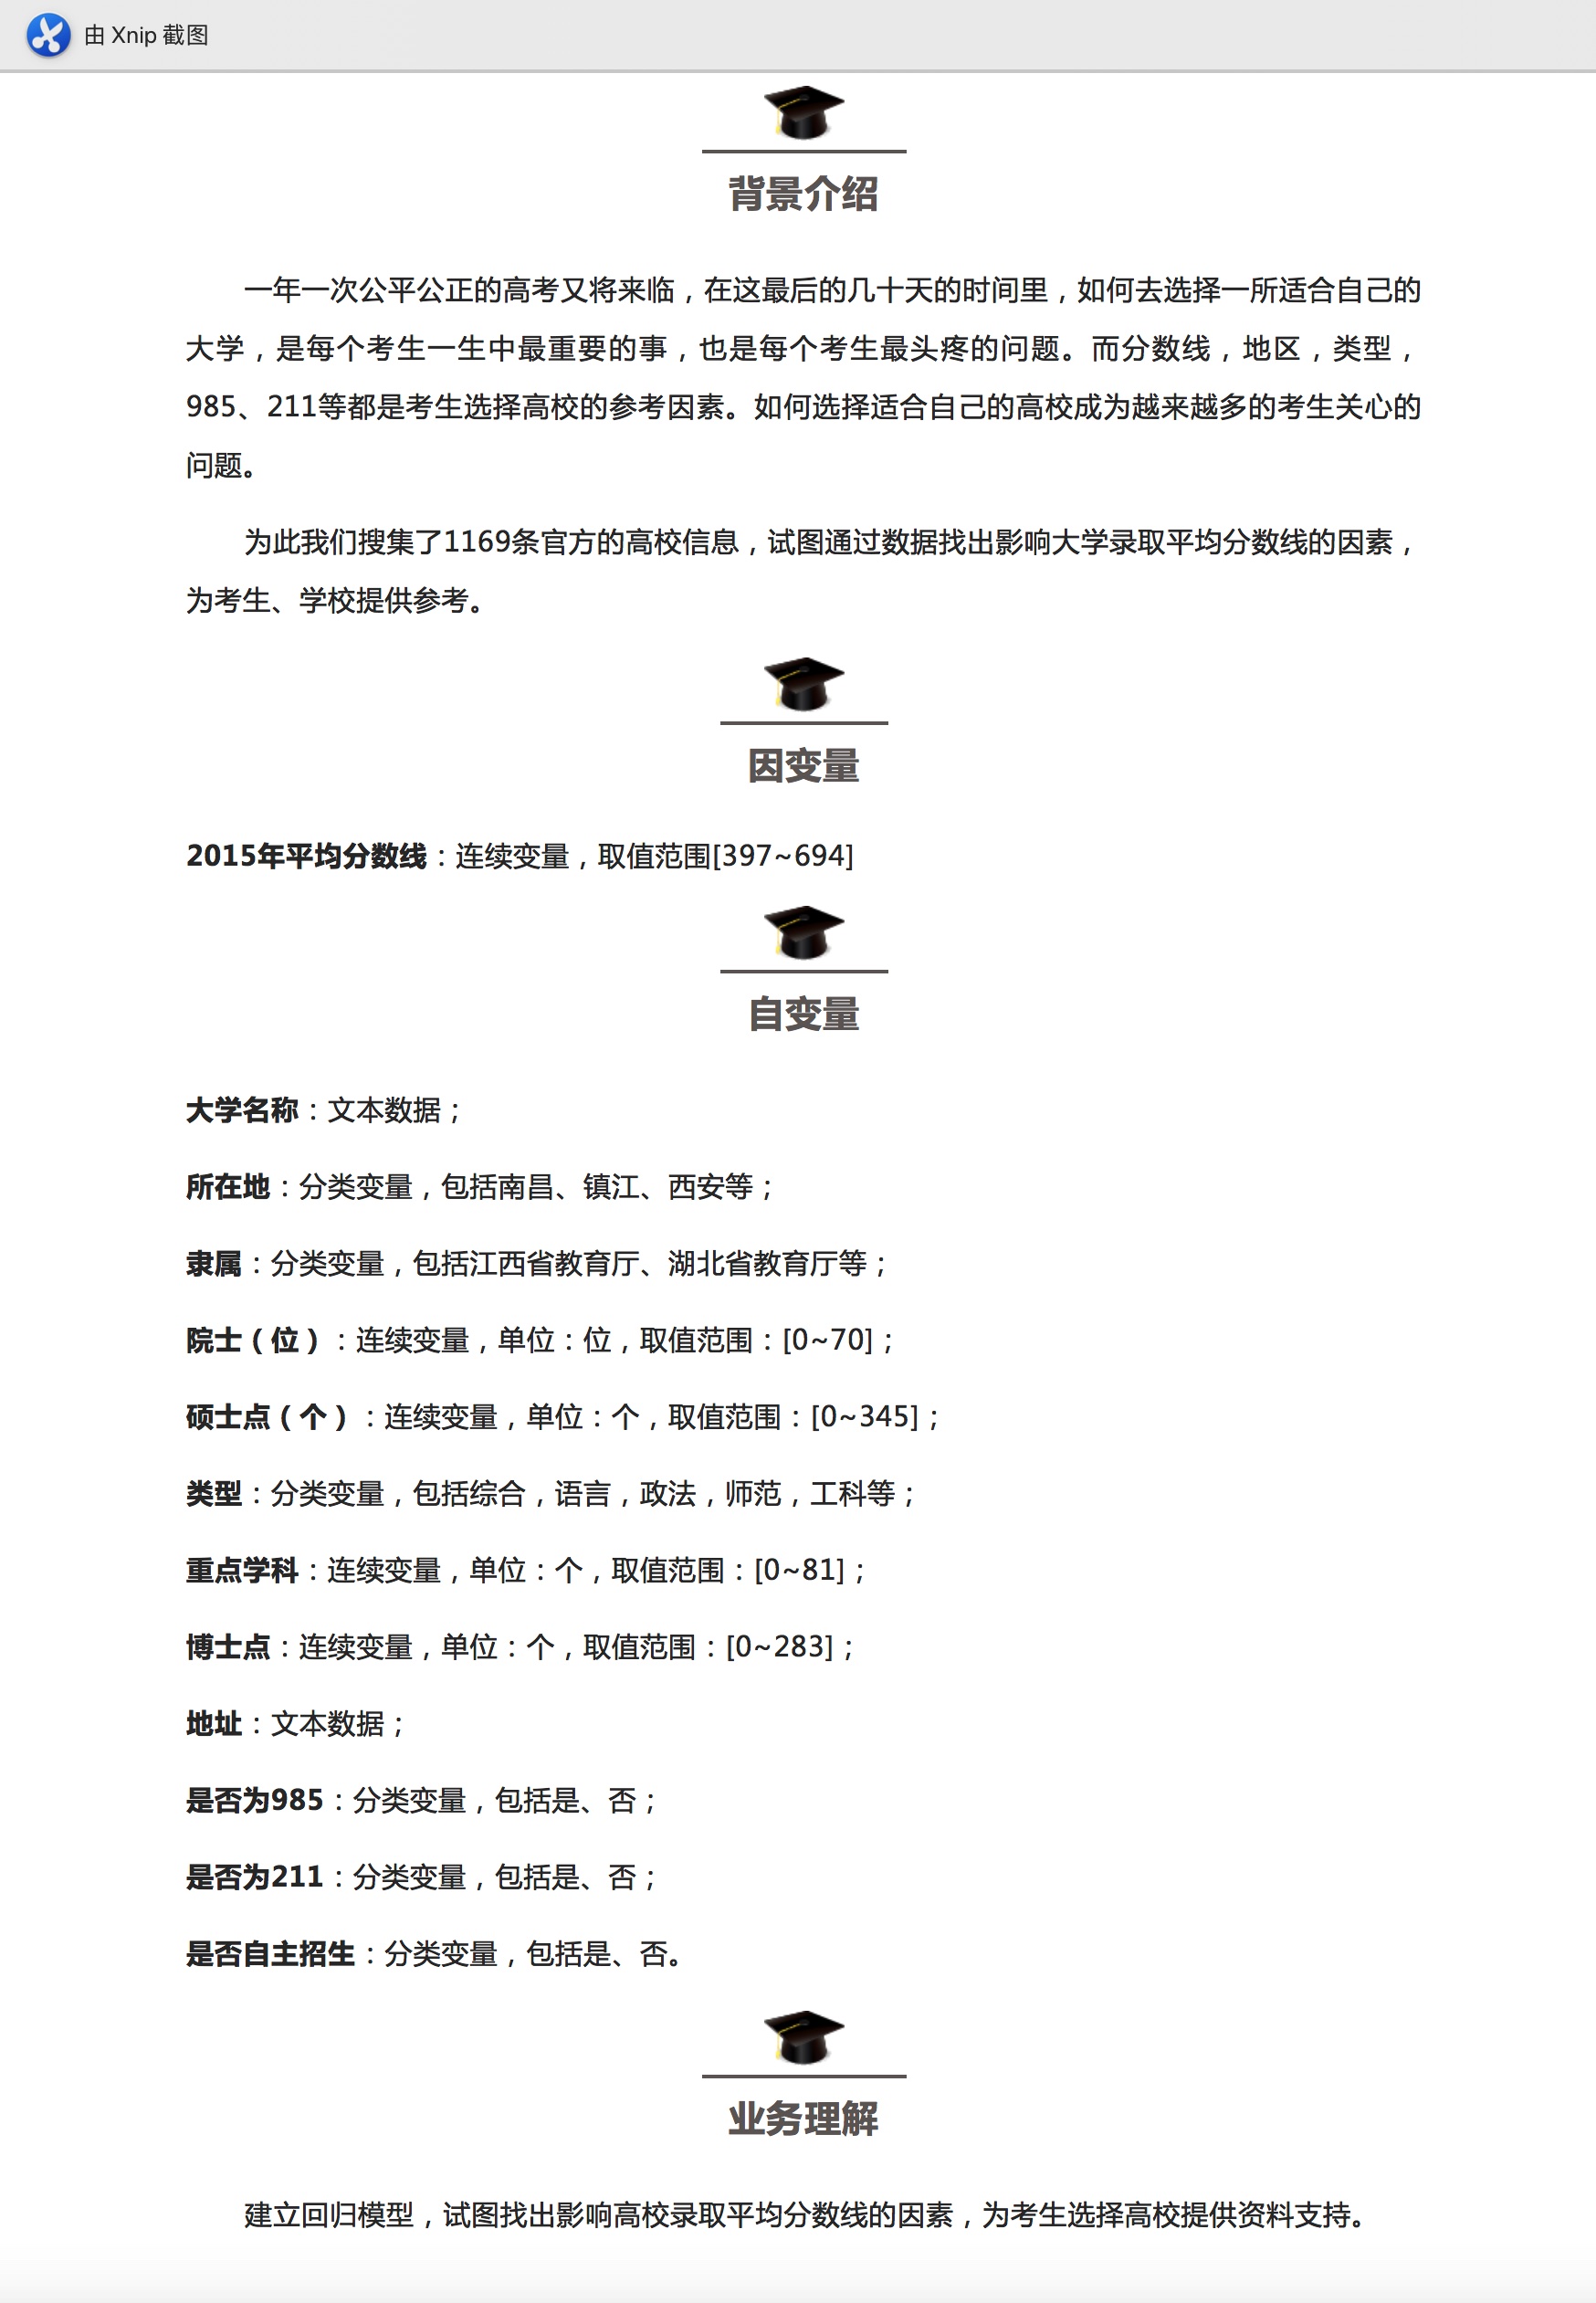 由 Xnip 截图
背景介绍
一年一次公平公正的高考又将来临，在这最后的几十天的时间里，如何去选择一所适合自己的
大学，是每个考生一生中最重要的事，也是每个考生最头疼的问题。而分数线，地区，类型，
985、211等都是考生选择高校的参考因素。如何选择适合自己的高校成为越来越多的考生关心的
问题。
为此我们搜集了1169条官方的高校信息，试图通过数据找出影响大学录取平均分数线的因素，
为考生、学校提供参考。
因变量
2015年平均分数线：连续变量，取值范围[397~694]
自变量
大学名称：文本数据；
所在地：分类变量，包括南昌、镇江、西安等；
隶属：分类变量，包括江西省教育厅、湖北省教育厅等；
院士（位）：连续变量，单位：位，取值范围：[0~70]；
硕士点（个）：连续变量，单位：个，取值范围：[0~345]；
类型：分类变量，包括综合，语言，政法，师范，工科等；
重点学科：连续变量，单位：个，取值范围：[0~81]；
博士点：连续变量，单位：个，取值范围：[0~283]；
地址：文本数据；
是否为985：分类变量，包括是、否；
是否为211：分类变量，包括是、否；
是否自主招生：分类变量，包括是、否。
业务理解
建立回归模型，试图找出影响高校录取平均分数线的因素，为考生选择高校提供资料支持。